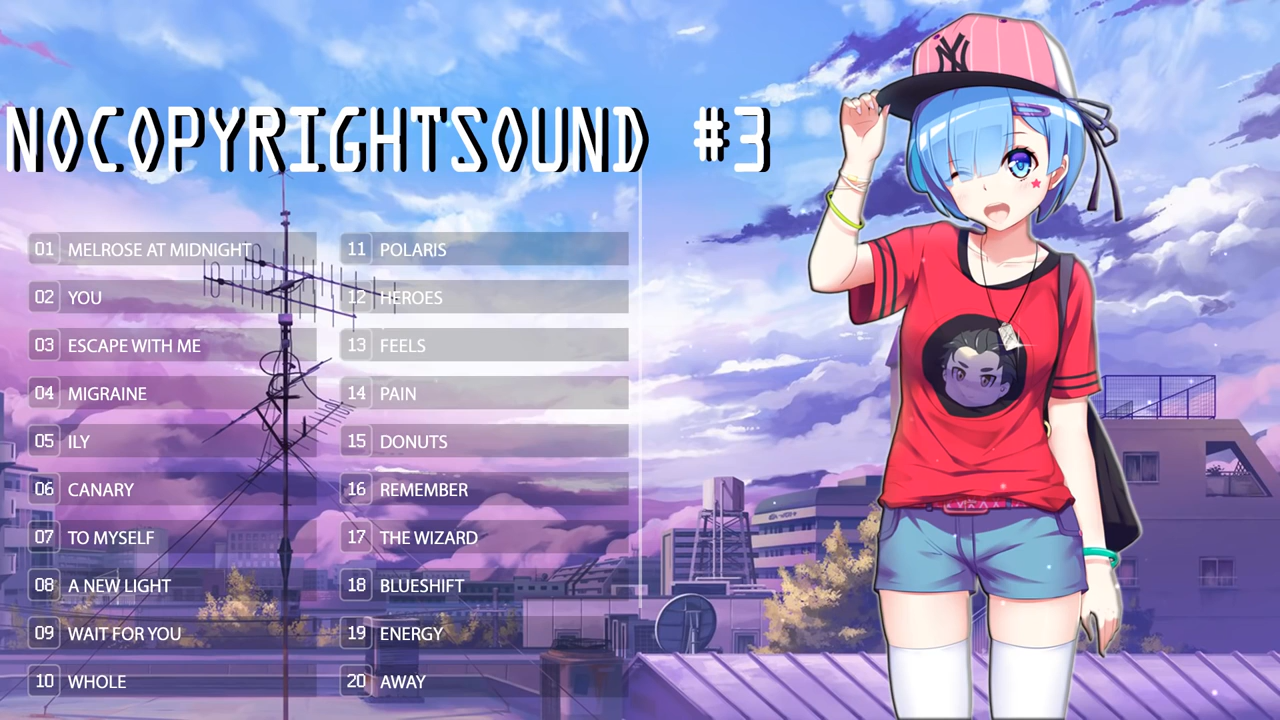 NOCOPYRIGHTSOUND #3
NY
01 MELROSE AT MIDNIGHT
02 YOU
03 ESCAPE WITH ME
04 MIGRAINE
05 ILY
06 CANARY
07 TO MYSELF
08 A NEW LIGHT
09 WAIT FOR YOU
10 WHOLE
11 POLARIS
12 HEROES
13 FEELS
14 PAIN
15 DONUTS
16 REMEMBER
17 THE WIZARD
18 BLUESHIFT
19 ENERGY
20 AWAY